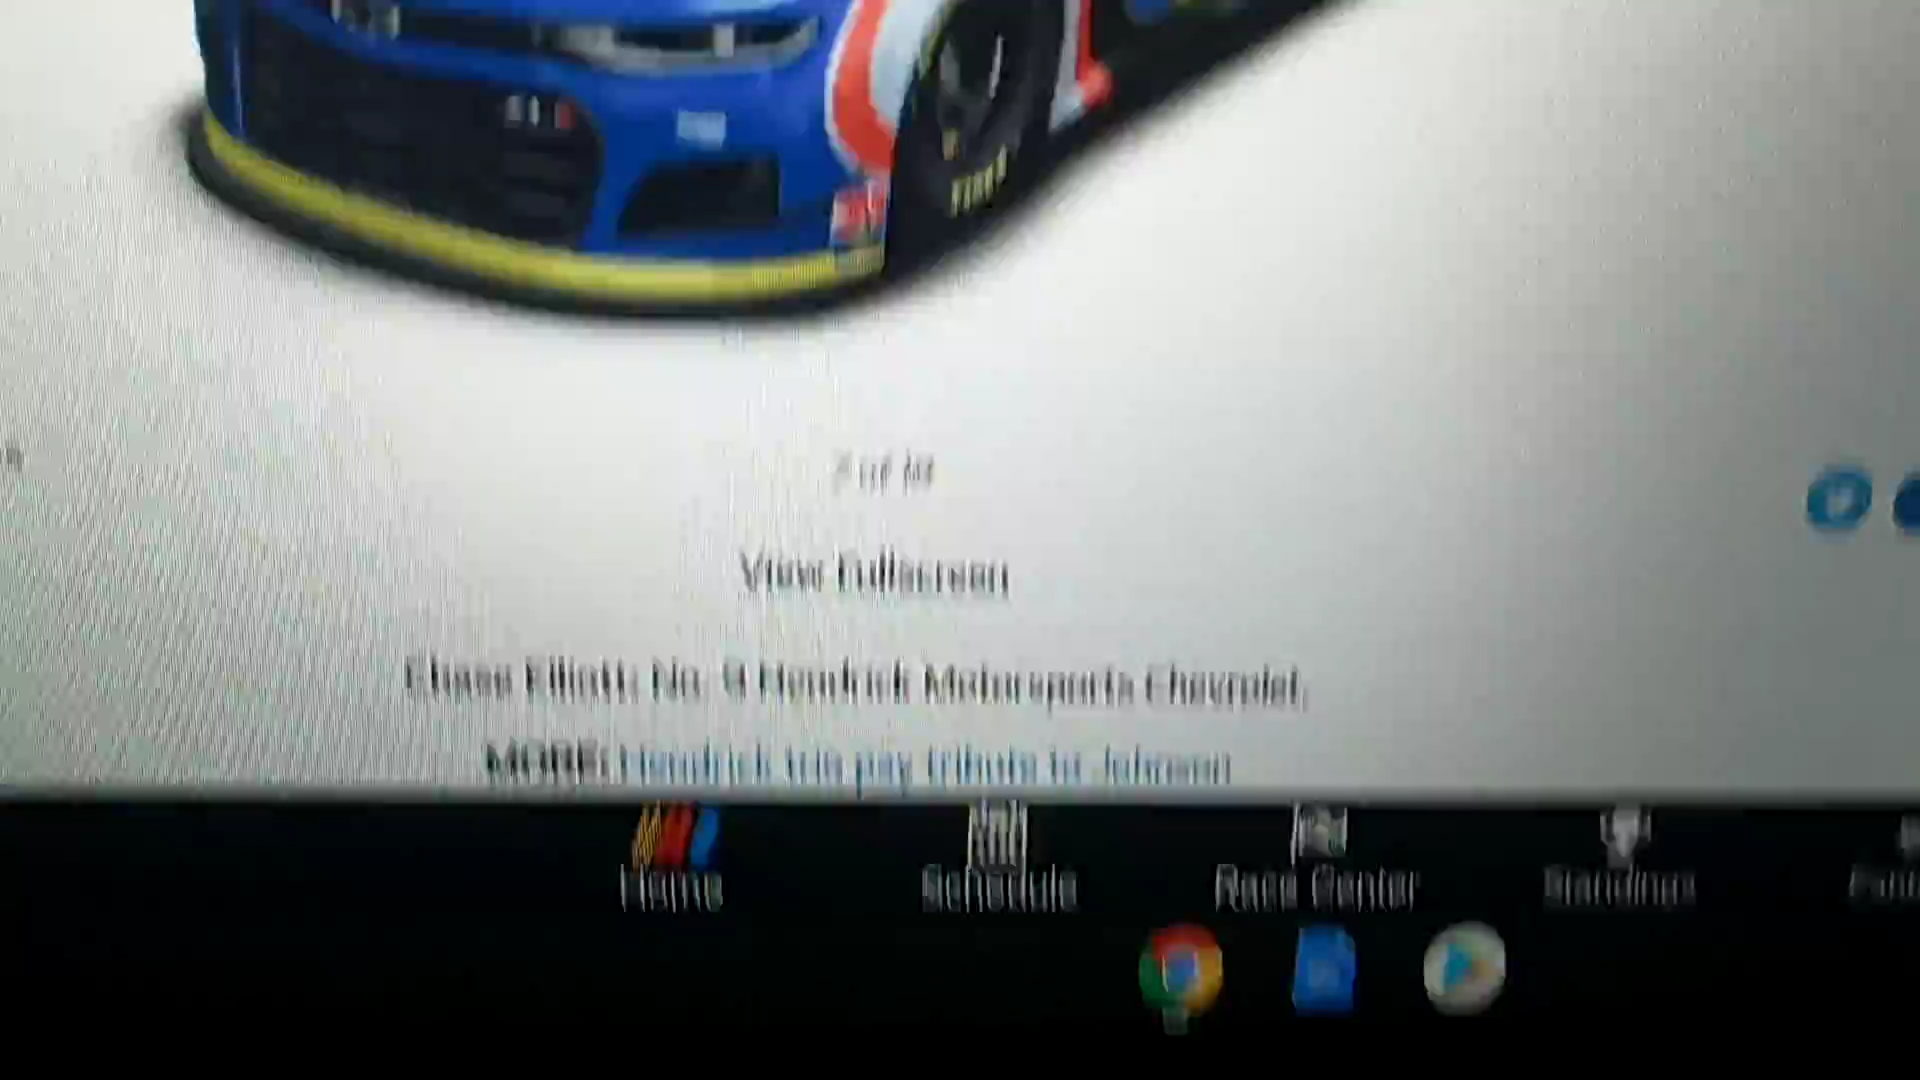 View Fullscreen
Chase Elliott: No. 9 Hendrick Motorsports Chevrolet.
MORE: Hendrick trio pay tribute to Johnson
Home
Schedule
Race Center
Standings